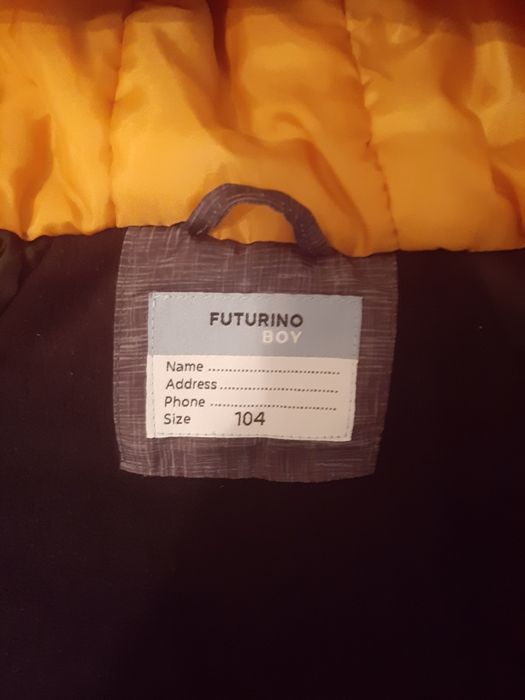 FUTURINO
BOY
Name ..............................
Address ..........................
Phone .............................
Size 104